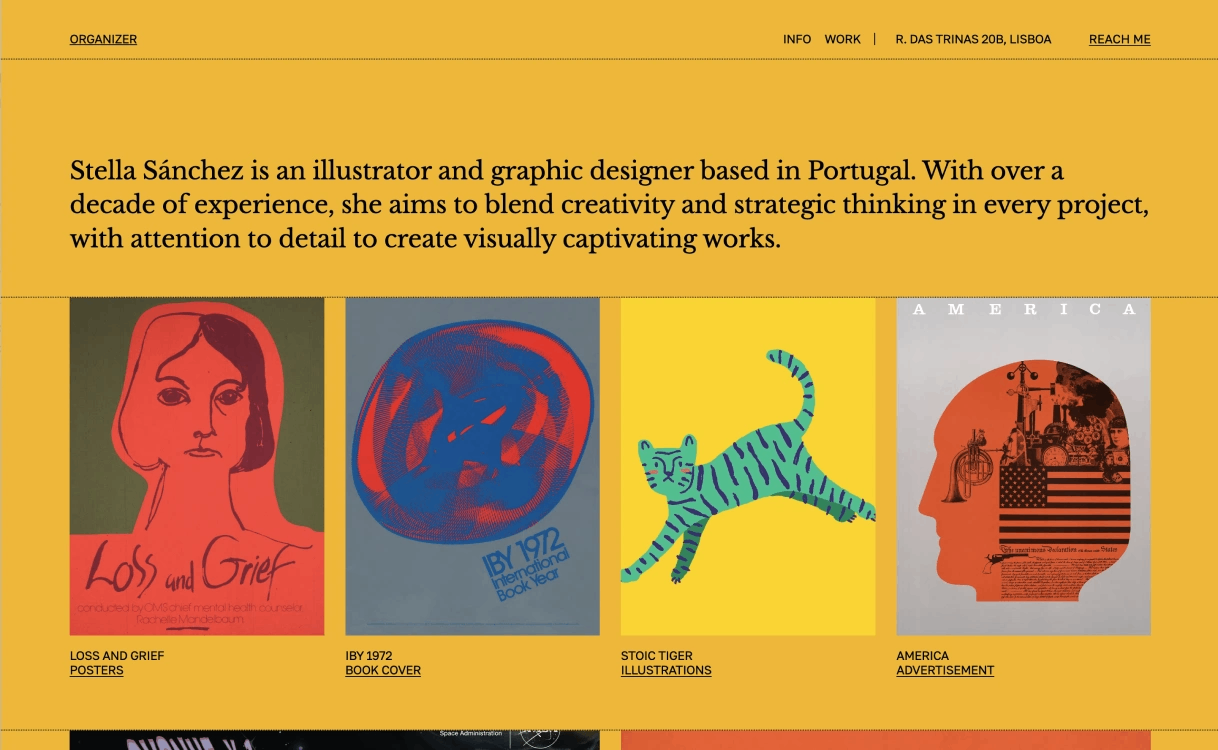 ORGANIZER
INFO WORK | R. DAS TRINAS 20B, LISBOA REACH ME
Stella Sánchez is an illustrator and graphic designer based in Portugal. With over a
decade of experience, she aims to blend creativity and strategic thinking in every project,
with attention to detail to create visually captivating works.
Loss and Grief
conducted by OMS chief mental health counselor
Rachelle Mandelbaum
IBY 1972
International
Book Year
AMERICA
LOSS AND GRIEF
POSTERS
IBY 1972
BOOK COVER
STOIC TIGER
ILLUSTRATIONS
AMERICA
ADVERTISEMENT
Space Administration